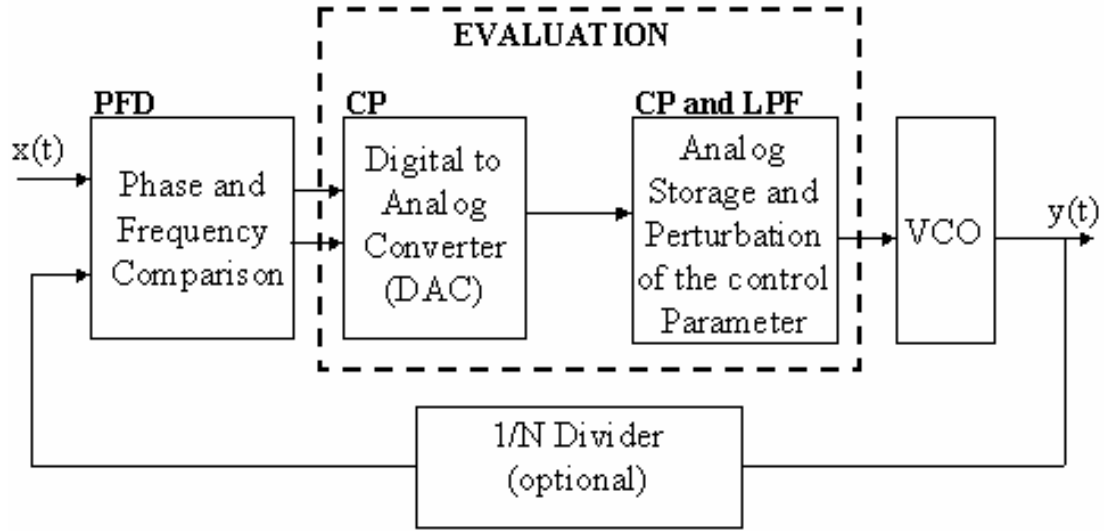 EVALUATION
PFD
CP
CP and LPF
x(t)
Phase and
Frequency
Comparison
Digital to
Analog
Converter
(DAC)
Analog
Storage and
Perturbation
of the control
Parameter
VCO
y(t)
1/N Divider
(optional)